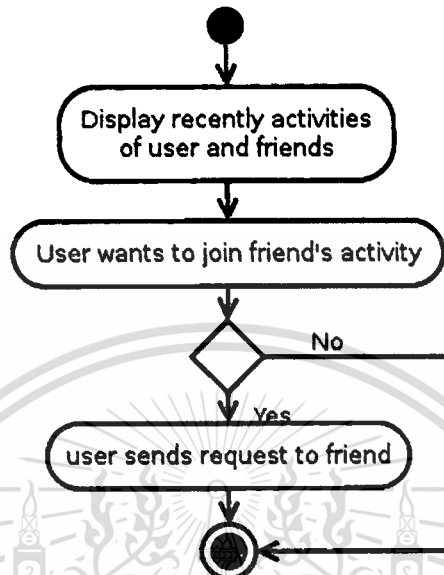 Display recently activities
of user and friends
User wants to join friend's activity
No
Yes
user sends request to friend